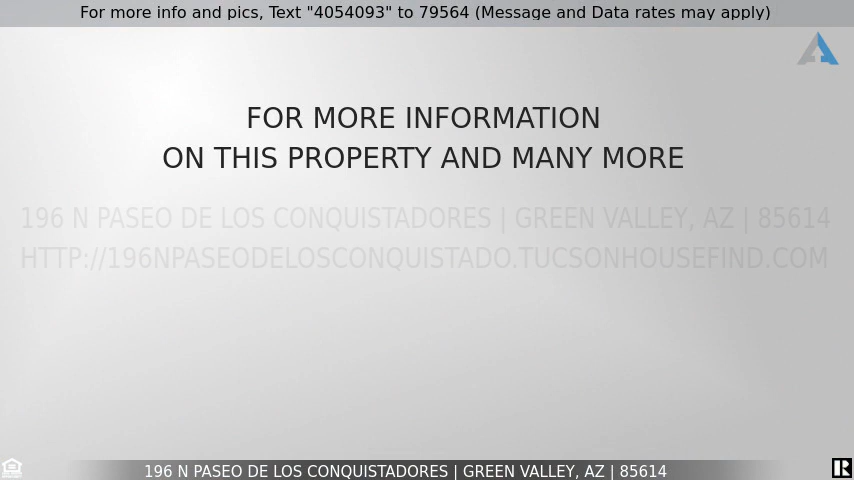 For more info and pics, Text "4054093" to 79564 (Message and Data rates may apply)
FOR MORE INFORMATION
ON THIS PROPERTY AND MANY MORE
196 N PASEO DE LOS CONQUISTADORES | GREEN VALLEY, AZ | 85614
HTTP://196NPASEODELOSCONQUISTADO.TUCSONHOUSEFIND.COM
196 N PASEO DE LOS CONQUISTADORES | GREEN VALLEY, AZ | 85614